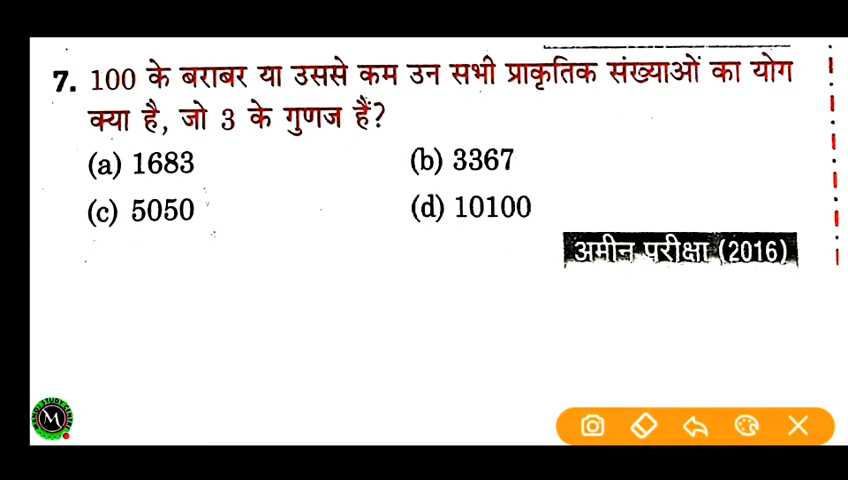 7. 100 के बराबर या उससे कम उन सभी प्राकृतिक संख्याओं का योग
क्या है, जो 3 के गुणज हैं?
(a) 1683 (b) 3367
(c) 5050 (d) 10100
अमीन परीक्षा (2016)
M